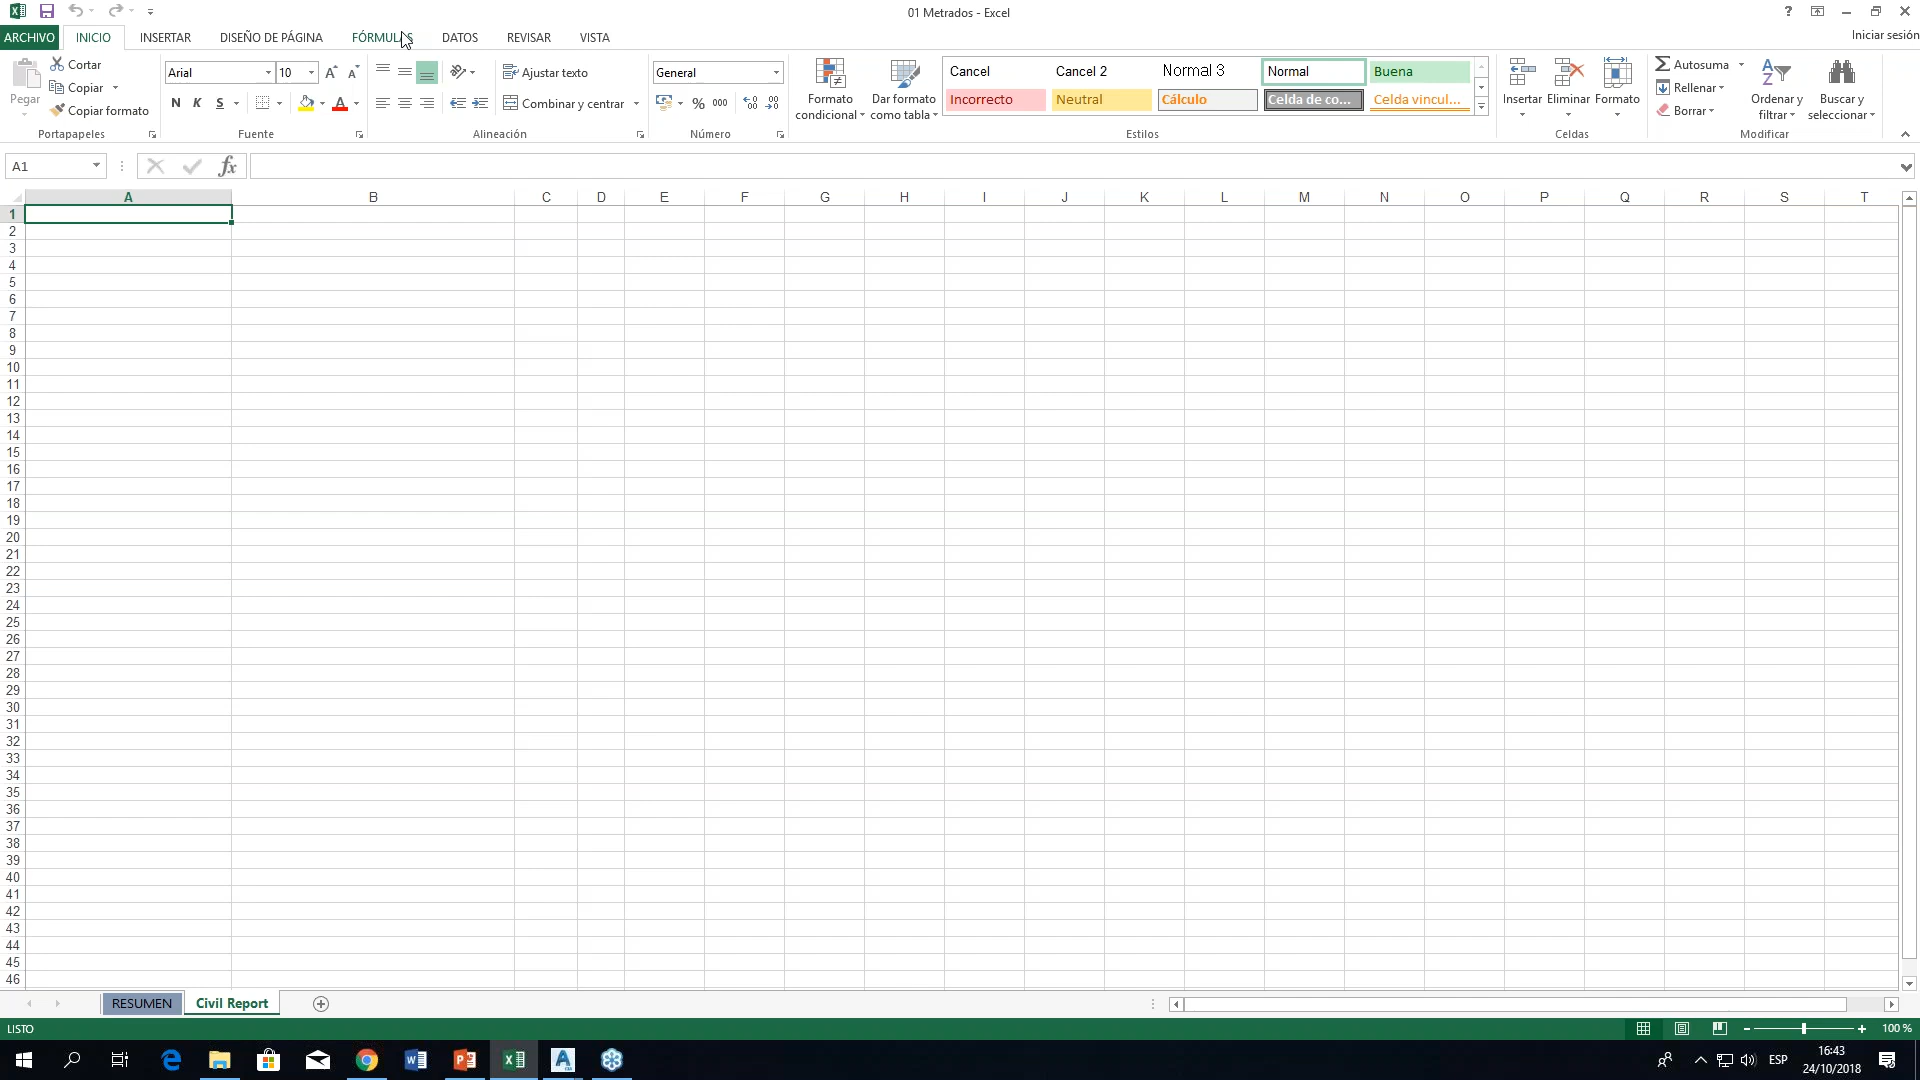 01 Metrados - Excel
?
ARCHIVO INICIO INSERTAR DISEÑO DE PÁGINA FÓRMULAS DATOS REVISAR VISTA Iniciar sesión
Pegar Cortar
Copiar
Copiar formato
Portapapeles
Arial 10
N K S
Fuente
Ajustar texto
Combinar y centrar
Alineación
General
% 000
Número
Formato condicional
Dar formato como tabla
Cancel Cancel 2 Normal 3 Normal Buena
Incorrecto Neutral Cálculo Celda de co... Celda vincul...
Estilos
Insertar Eliminar Formato
Celdas
Autosuma
Rellenar
Borrar
Ordenar y filtrar
Buscar y seleccionar
Modificar
A1 fx
A B C D E F G H I J K L M N O P Q R S T
1
2
3
4
5
6
7
8
9
10
11
12
13
14
15
16
17
18
19
20
21
22
23
24
25
26
27
28
29
30
31
32
33
34
35
36
37
38
39
40
41
42
43
44
45
46
RESUMEN Civil Report
LISTO 100 %
ESP 16:43
24/10/2018